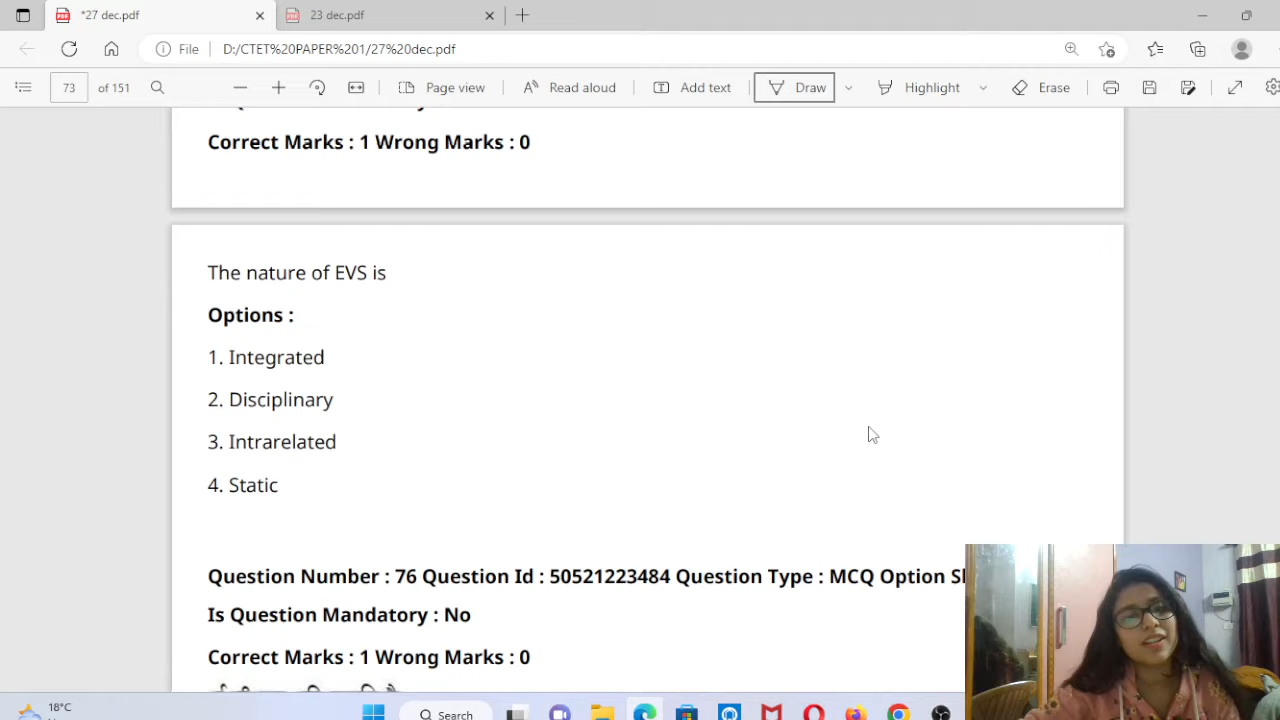 *27 dec.pdf
23 dec.pdf
File
D:/CTET%20PAPER%201/27%20dec.pdf
73 of 151
Page view
Read aloud
Add text
Draw
Highlight
Erase
Correct Marks : 1 Wrong Marks : 0
The nature of EVS is
Options :
1. Integrated
2. Disciplinary
3. Intrarelated
4. Static
Question Number : 76 Question Id : 50521223484 Question Type : MCQ Option
Is Question Mandatory : No
Correct Marks : 1 Wrong Marks : 0
18°C
Search